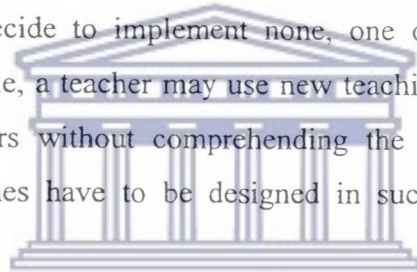 ecide to implement none, one
e, a teacher may use new teachi
rs without comprehending the
es have to be designed in suc